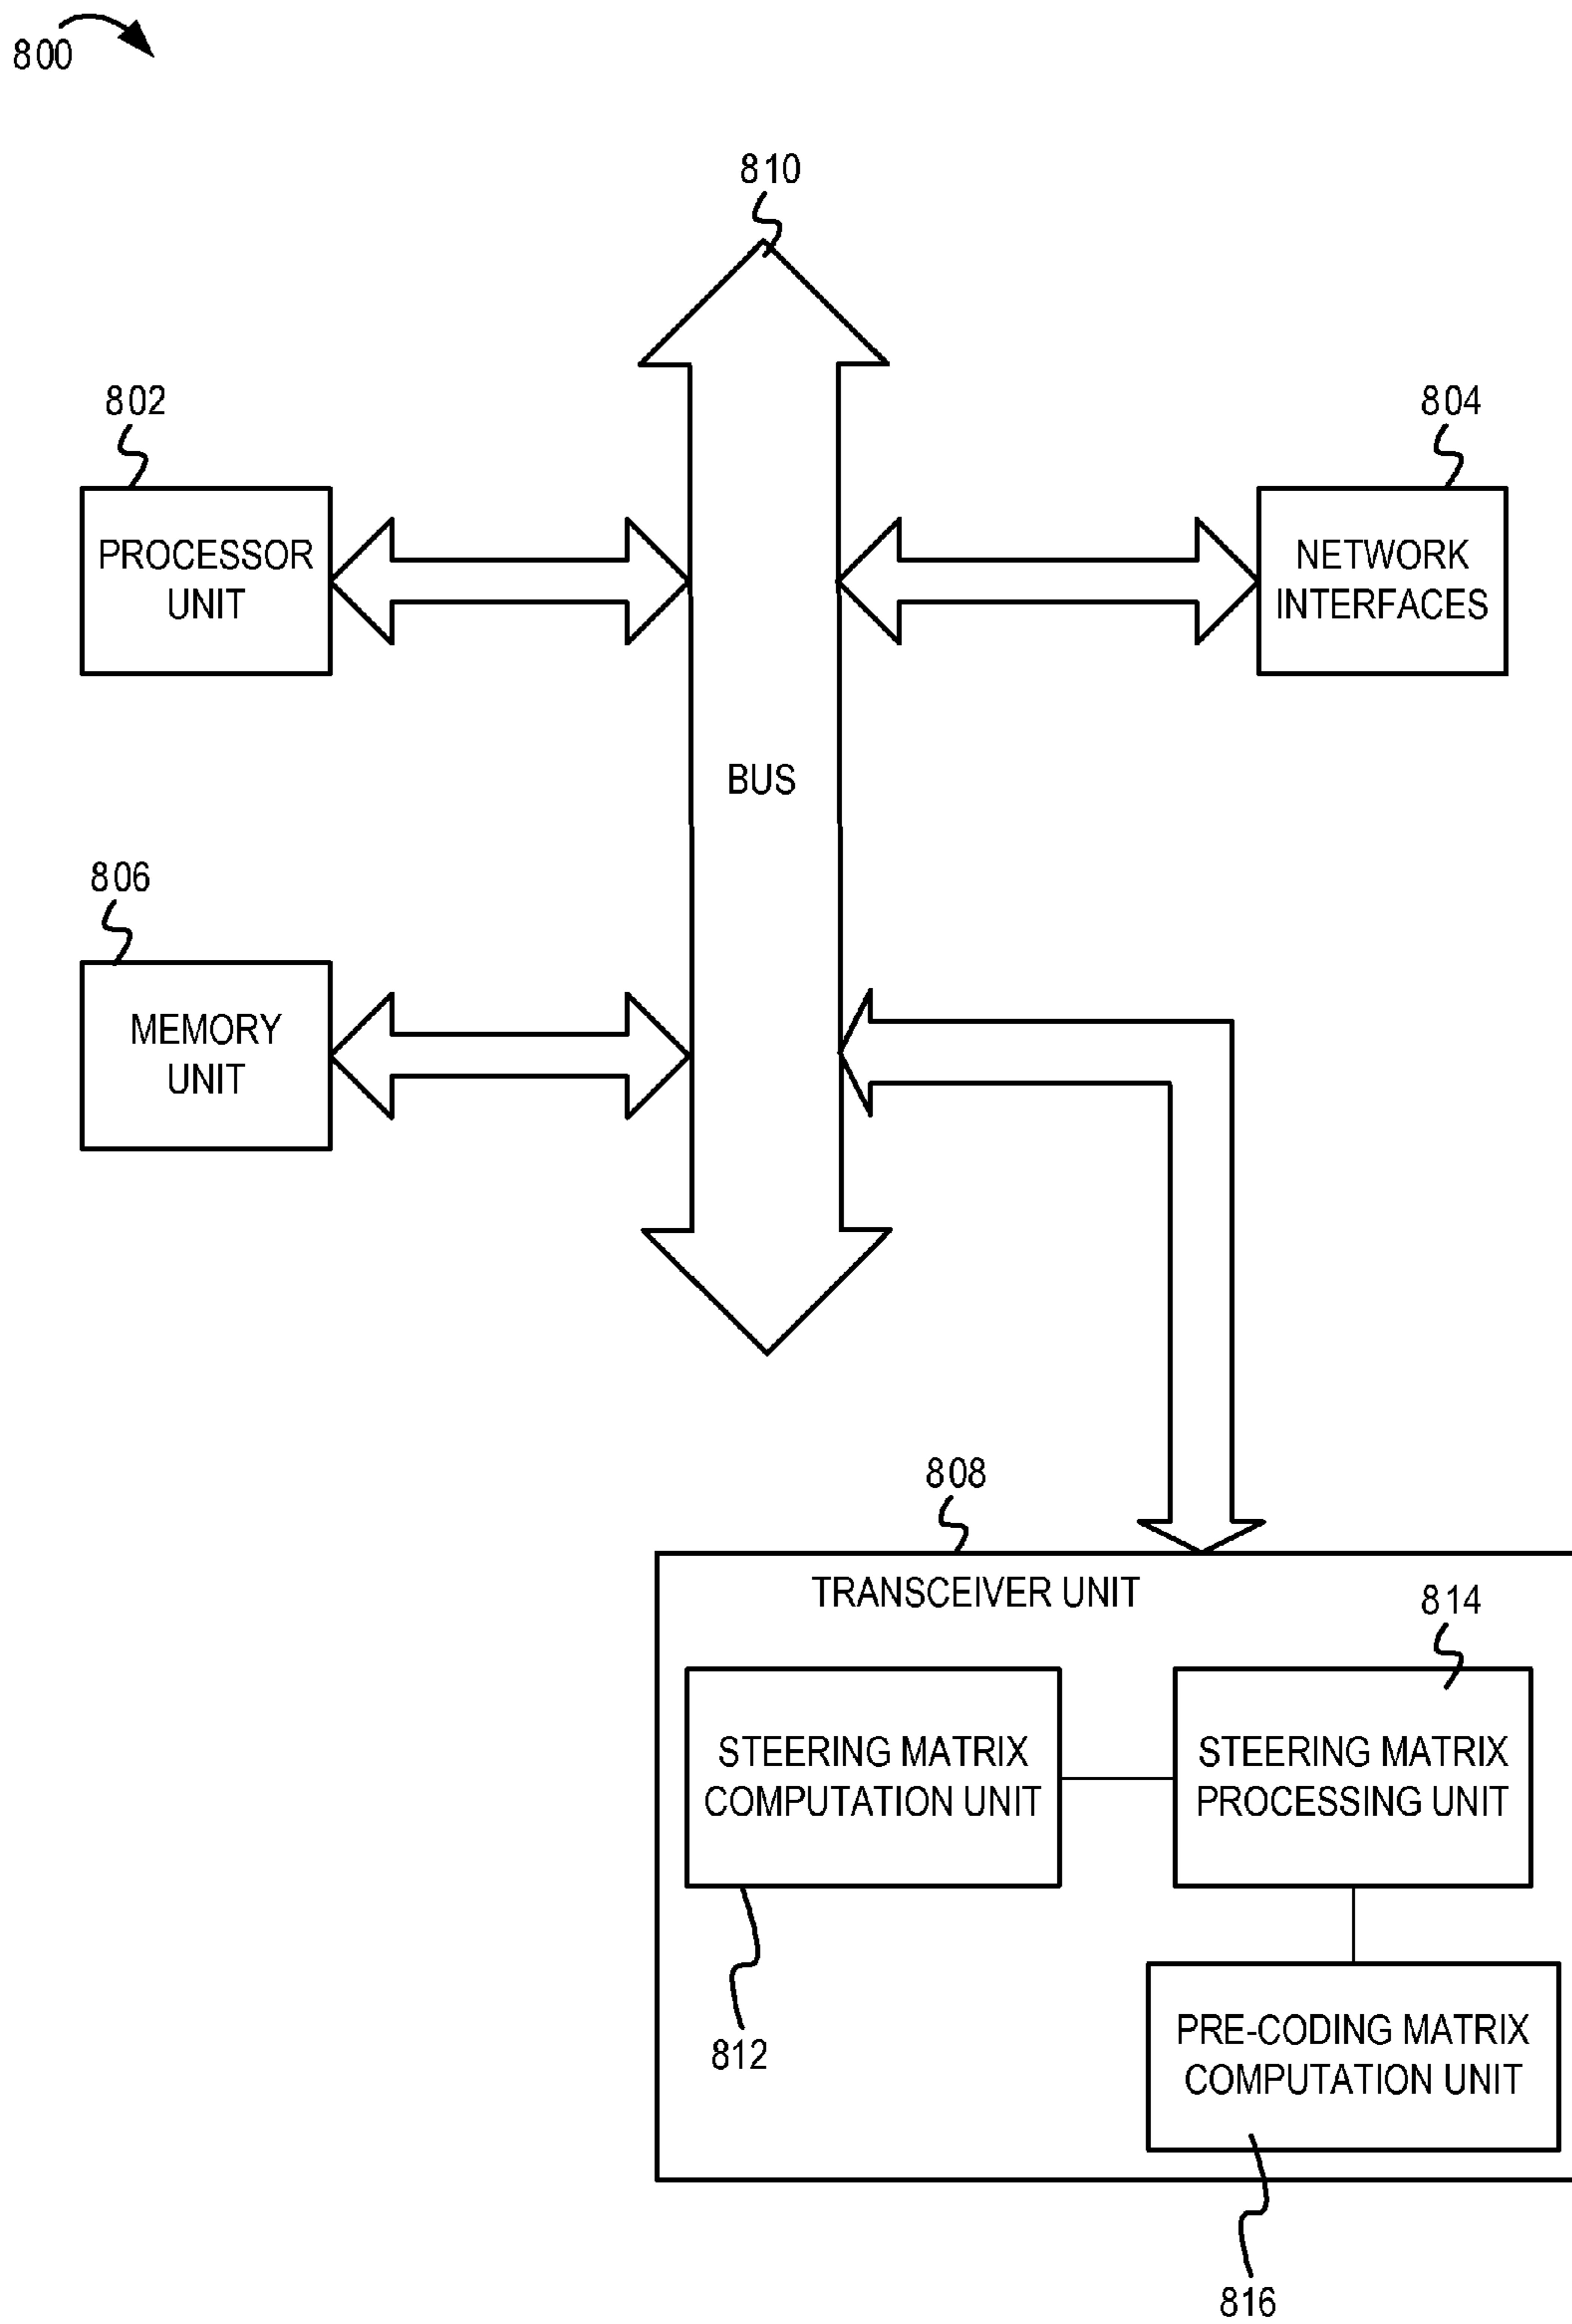 800
810
802
804
PROCESSOR
UNIT
NETWORK
INTERFACES
BUS
806
MEMORY
UNIT
808
TRANSCEIVER UNIT
814
STEERING MATRIX
COMPUTATION UNIT
STEERING MATRIX
PROCESSING UNIT
812
PRE-CODING MATRIX
COMPUTATION UNIT
816